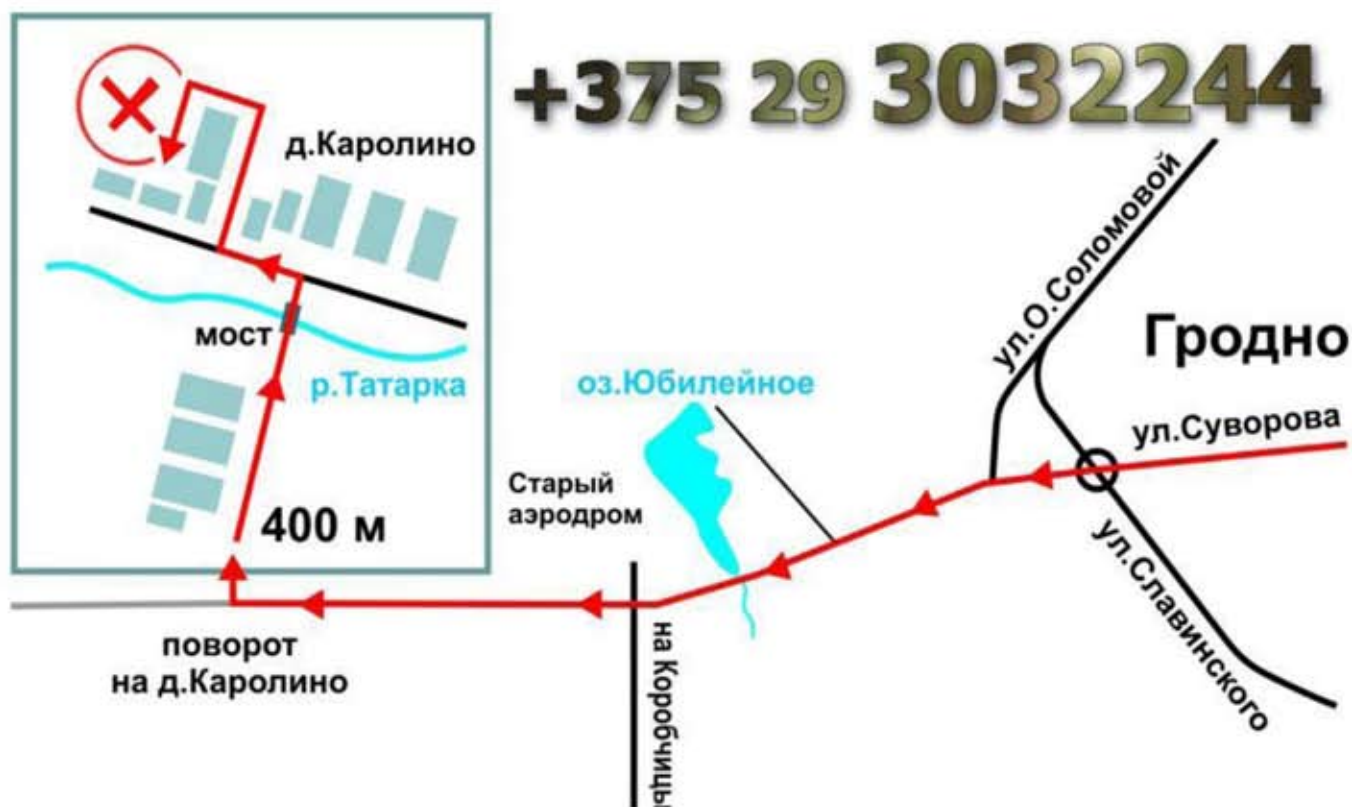 +375 29 3032244
д.Каролино
мост
р.Татарка
400 м
ул.О.Соломовой
Гродно
ул.Суворова
оз.Юбилейное
Старый
аэродром
ул.Славинского
поворот
на д.Каролино
на Коробчицы